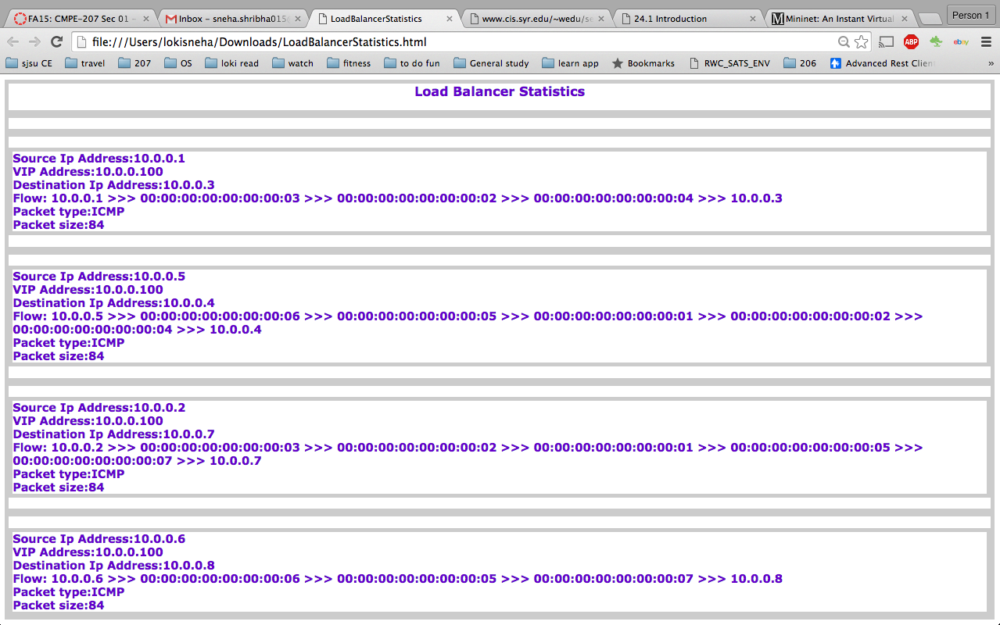 FA15: CMPE-207 Sec 01 –
Inbox – sneha.shribha015
LoadBalancerStatistics
www.cis.syr.edu/~wedu/se
24.1 Introduction
Mininet: An Instant Virtual
Person 1
file:///Users/lokisneha/Downloads/LoadBalancerStatistics.html
ABP
ebay
sjsu CE
travel
207
OS
loki read
watch
fitness
to do fun
General study
learn app
Bookmarks
RWC_SATS_ENV
206
Advanced Rest Clien
»
Load Balancer Statistics
Source Ip Address:10.0.0.1
VIP Address:10.0.0.100
Destination Ip Address:10.0.0.3
Flow: 10.0.0.1 >>> 00:00:00:00:00:00:00:03 >>> 00:00:00:00:00:00:00:02 >>> 00:00:00:00:00:00:00:04 >>> 10.0.0.3
Packet type:ICMP
Packet size:84
Source Ip Address:10.0.0.5
VIP Address:10.0.0.100
Destination Ip Address:10.0.0.4
Flow: 10.0.0.5 >>> 00:00:00:00:00:00:00:06 >>> 00:00:00:00:00:00:00:05 >>> 00:00:00:00:00:00:00:01 >>> 00:00:00:00:00:00:00:02 >>>
00:00:00:00:00:00:00:04 >>> 10.0.0.4
Packet type:ICMP
Packet size:84
Source Ip Address:10.0.0.2
VIP Address:10.0.0.100
Destination Ip Address:10.0.0.7
Flow: 10.0.0.2 >>> 00:00:00:00:00:00:00:03 >>> 00:00:00:00:00:00:00:02 >>> 00:00:00:00:00:00:00:01 >>> 00:00:00:00:00:00:00:05 >>>
00:00:00:00:00:00:00:07 >>> 10.0.0.7
Packet type:ICMP
Packet size:84
Source Ip Address:10.0.0.6
VIP Address:10.0.0.100
Destination Ip Address:10.0.0.8
Flow: 10.0.0.6 >>> 00:00:00:00:00:00:00:06 >>> 00:00:00:00:00:00:00:05 >>> 00:00:00:00:00:00:00:07 >>> 10.0.0.8
Packet type:ICMP
Packet size:84